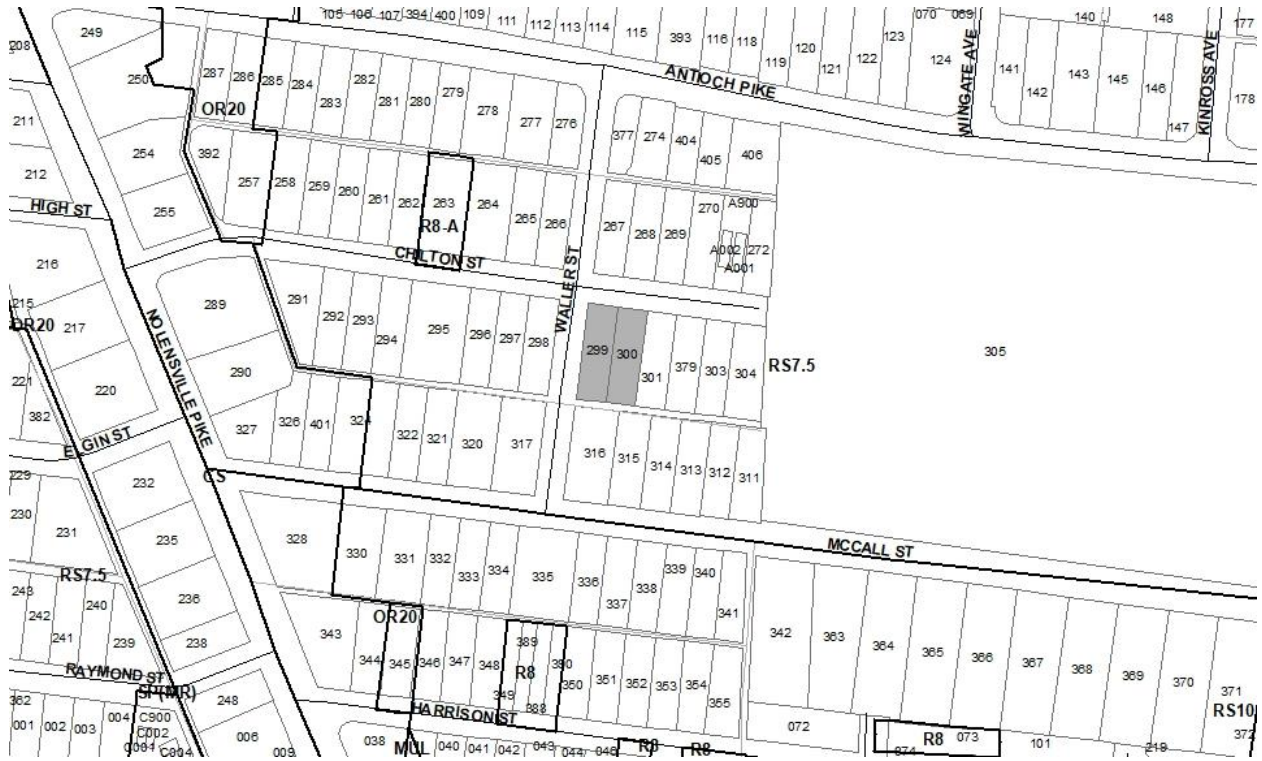 105 106 107 394 400 109 111 112 113 114 115 393 116 118 119 120 121 122 123 070 069 124 140 148 177
249 208 250 287 286 285 284 283 282 281 280 279 278 277 276
ANTIOCH PIKE
WINGATE AVE
141 142 143 145 146 147
KINROSS AVE
178
OR20
211 254 392 257 258 259 260 261 262 263 264 265 266
377 274 404 405 406
212 255
HIGH ST
R8-A
267 268 269 270 A900 A002 A001 272
CHILTON ST
WALLER ST
216 215 217 220
OR20
289 290 291 292 293 294 295 296 297 298
299 300 301 379 303 304
RS7.5
305
NOLENSVILLE PIKE
221 382
ELGIN ST
327 326 401 324 322 321 320 317
316 315 314 313 312 311
CS
229 230 231 232 235 236 238
328 330 331 332 333 334 335 336 337 338 339 340 341
MCCALL ST
RS7.5
243 242 241 240 239
342 363 364 365 366 367 368 369 370 371 372
RS10
OR20
343 344 345 346 347 348 349 389 388 390 350 351 352 353 354 355
R8
RAYMOND ST
SP(MR)
HARRISON ST
362 001 002 003 004 C900 C002 C001 C004
248 006 009
038 MUL 040 041 042 043 044 046 R8 R8
072 074 R8 073 101 219